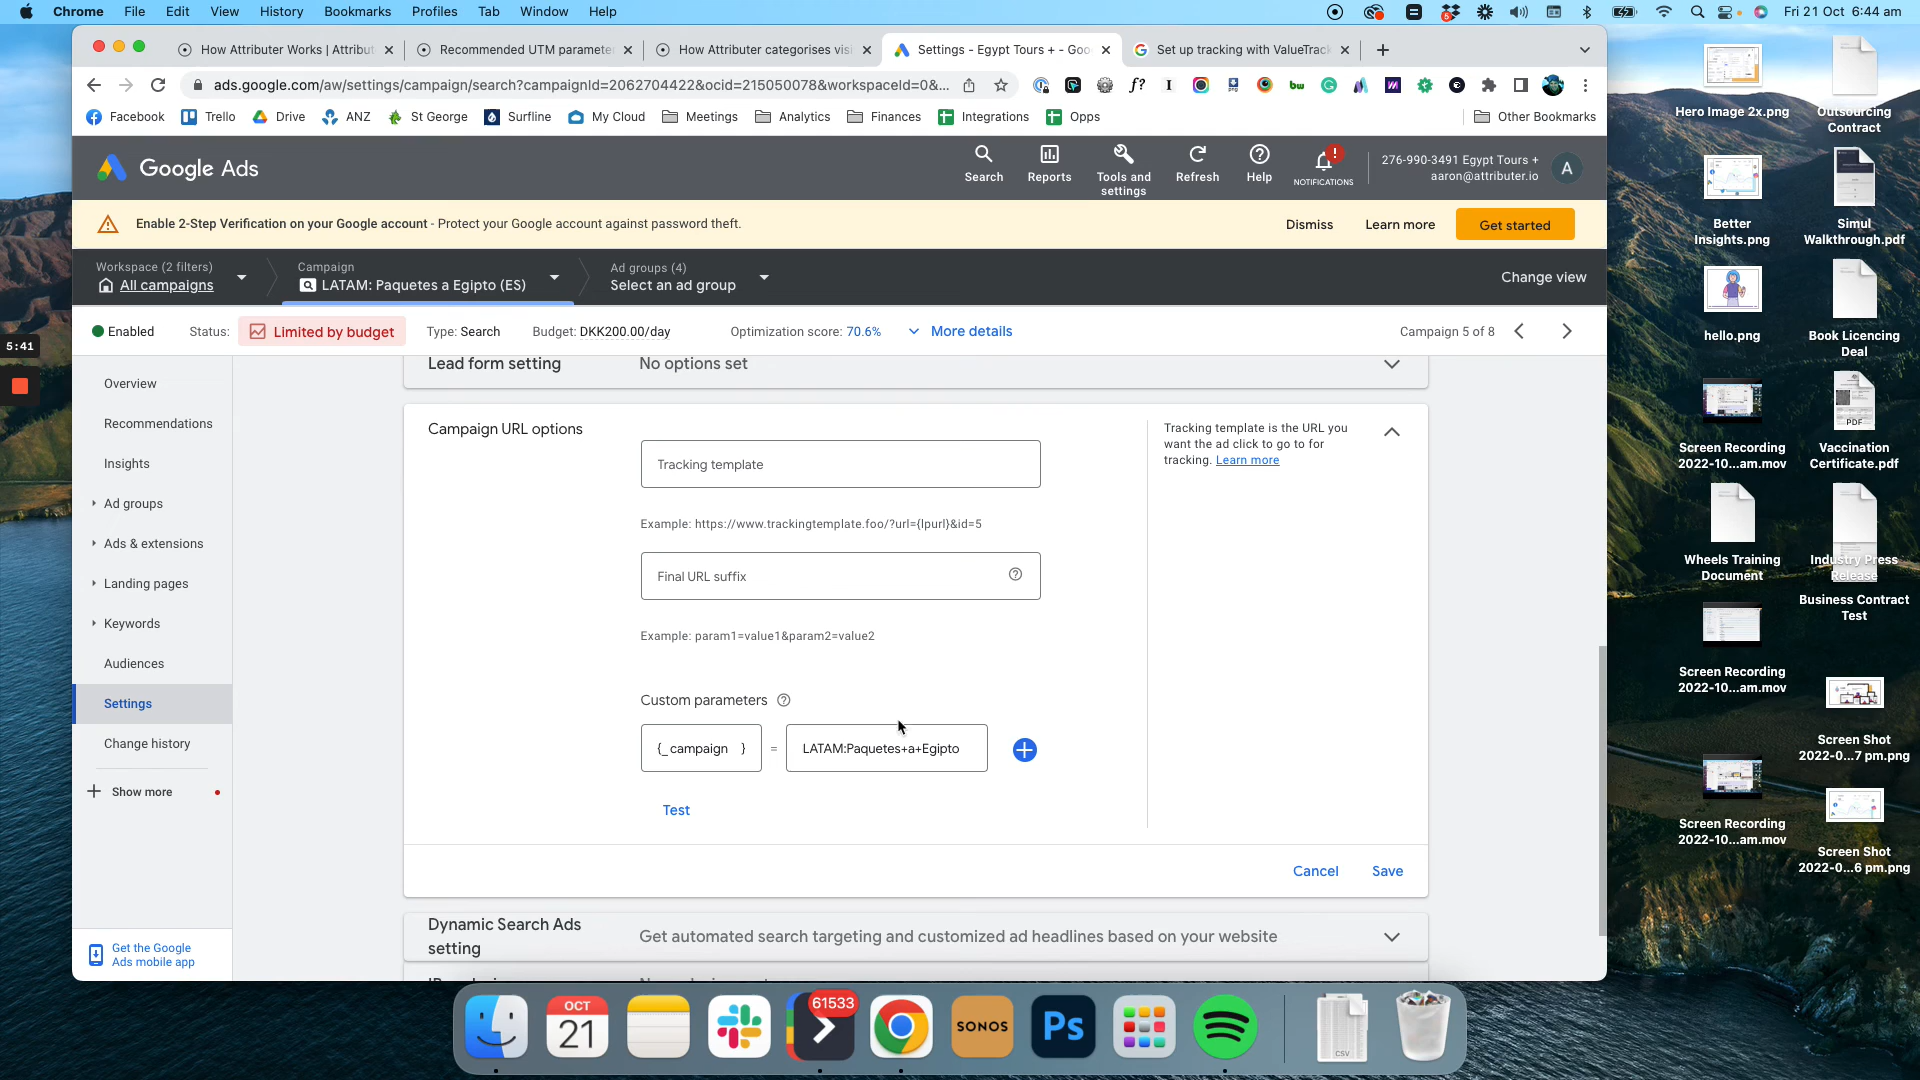 Chrome File Edit View History Bookmarks Profiles Tab Window Help
5
Fri 21 Oct 6:44 am
How Attributer Works | Attribut
Recommended UTM paramete
How Attributer categorises visi
Settings - Egypt Tours + - Goo
Set up tracking with ValueTrack
ads.google.com/aw/settings/campaign/search?campaignId=2062704422&ocid=215050078&workspaceId=0&...
Facebook Trello Drive ANZ St George Surfline My Cloud Meetings Analytics Finances Integrations Opps Other Bookmarks
Google Ads
Search
Reports
Tools and
settings
Refresh
Help
NOTIFICATIONS
276-990-3491 Egypt Tours +
aaron@attributer.io
A
Enable 2-Step Verification on your Google account - Protect your Google account against password theft.
Dismiss
Learn more
Get started
Workspace (2 filters)
All campaigns
Campaign
LATAM: Paquetes a Egipto (ES)
Ad groups (4)
Select an ad group
Change view
Enabled
Status: Limited by budget
Type: Search
Budget: DKK200.00/day
Optimization score: 70.6%
More details
Campaign 5 of 8
5:41
Overview
Recommendations
Insights
Ad groups
Ads & extensions
Landing pages
Keywords
Audiences
Settings
Change history
Show more
Get the Google
Ads mobile app
Lead form setting
No options set
Campaign URL options
Tracking template
Example: https://www.trackingtemplate.foo/?url={lpurl}&id=5
Final URL suffix
Example: param1=value1&param2=value2
Custom parameters
{_campaign } = LATAM:Paquetes+a+Egipto
Test
Tracking template is the URL you
want the ad click to go to for
tracking. Learn more
Cancel
Save
Dynamic Search Ads
setting
Get automated search targeting and customized ad headlines based on your website
Hero Image 2x.png
Outsourcing
Contract
Better
Insights.png
Simul
Walkthrough.pdf
hello.png
Book Licencing
Deal
Screen Recording
2022-10...am.mov
PDF
Vaccination
Certificate.pdf
Wheels Training
Document
Industry Press
Release
Business Contract
Test
Screen Recording
2022-10...am.mov
Screen Shot
2022-0...7 pm.png
Screen Recording
2022-10...am.mov
Screen Shot
2022-0...6 pm.png
OCT
21
61533
SONOS
Ps
CSV